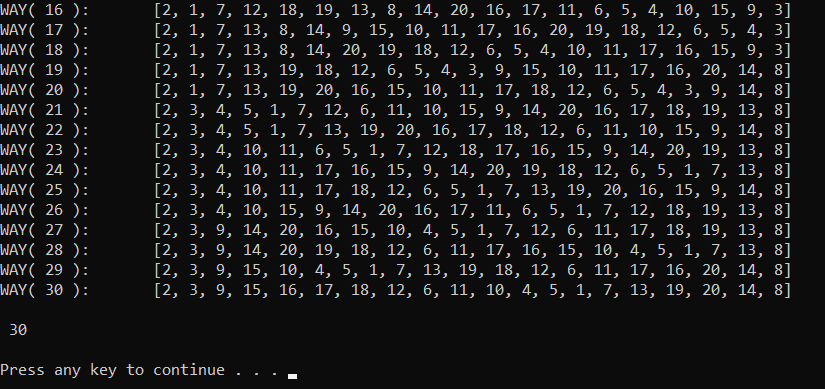 WAY( 16 ): [2, 1, 7, 12, 18, 19, 13, 8, 14, 20, 16, 17, 11, 6, 5, 4, 10, 15, 9, 3]
WAY( 17 ): [2, 1, 7, 13, 8, 14, 9, 15, 10, 11, 17, 16, 20, 19, 18, 12, 6, 5, 4, 3]
WAY( 18 ): [2, 1, 7, 13, 8, 14, 20, 19, 18, 12, 6, 5, 4, 10, 11, 17, 16, 15, 9, 3]
WAY( 19 ): [2, 1, 7, 13, 19, 18, 12, 6, 5, 4, 3, 9, 15, 10, 11, 17, 16, 20, 14, 8]
WAY( 20 ): [2, 1, 7, 13, 19, 20, 16, 15, 10, 11, 17, 18, 12, 6, 5, 4, 3, 9, 14, 8]
WAY( 21 ): [2, 3, 4, 5, 1, 7, 12, 6, 11, 10, 15, 9, 14, 20, 16, 17, 18, 19, 13, 8]
WAY( 22 ): [2, 3, 4, 5, 1, 7, 13, 19, 20, 16, 17, 18, 12, 6, 11, 10, 15, 9, 14, 8]
WAY( 23 ): [2, 3, 4, 10, 11, 6, 5, 1, 7, 12, 18, 17, 16, 15, 9, 14, 20, 19, 13, 8]
WAY( 24 ): [2, 3, 4, 10, 11, 17, 16, 15, 9, 14, 20, 19, 18, 12, 6, 5, 1, 7, 13, 8]
WAY( 25 ): [2, 3, 4, 10, 11, 17, 18, 12, 6, 5, 1, 7, 13, 19, 20, 16, 15, 9, 14, 8]
WAY( 26 ): [2, 3, 4, 10, 15, 9, 14, 20, 16, 17, 11, 6, 5, 1, 7, 12, 18, 19, 13, 8]
WAY( 27 ): [2, 3, 9, 14, 20, 16, 15, 10, 4, 5, 1, 7, 12, 6, 11, 17, 18, 19, 13, 8]
WAY( 28 ): [2, 3, 9, 14, 20, 19, 18, 12, 6, 11, 17, 16, 15, 10, 4, 5, 1, 7, 13, 8]
WAY( 29 ): [2, 3, 9, 15, 10, 4, 5, 1, 7, 13, 19, 18, 12, 6, 11, 17, 16, 20, 14, 8]
WAY( 30 ): [2, 3, 9, 15, 16, 17, 18, 12, 6, 11, 10, 4, 5, 1, 7, 13, 19, 20, 14, 8]
30
Press any key to continue . . .